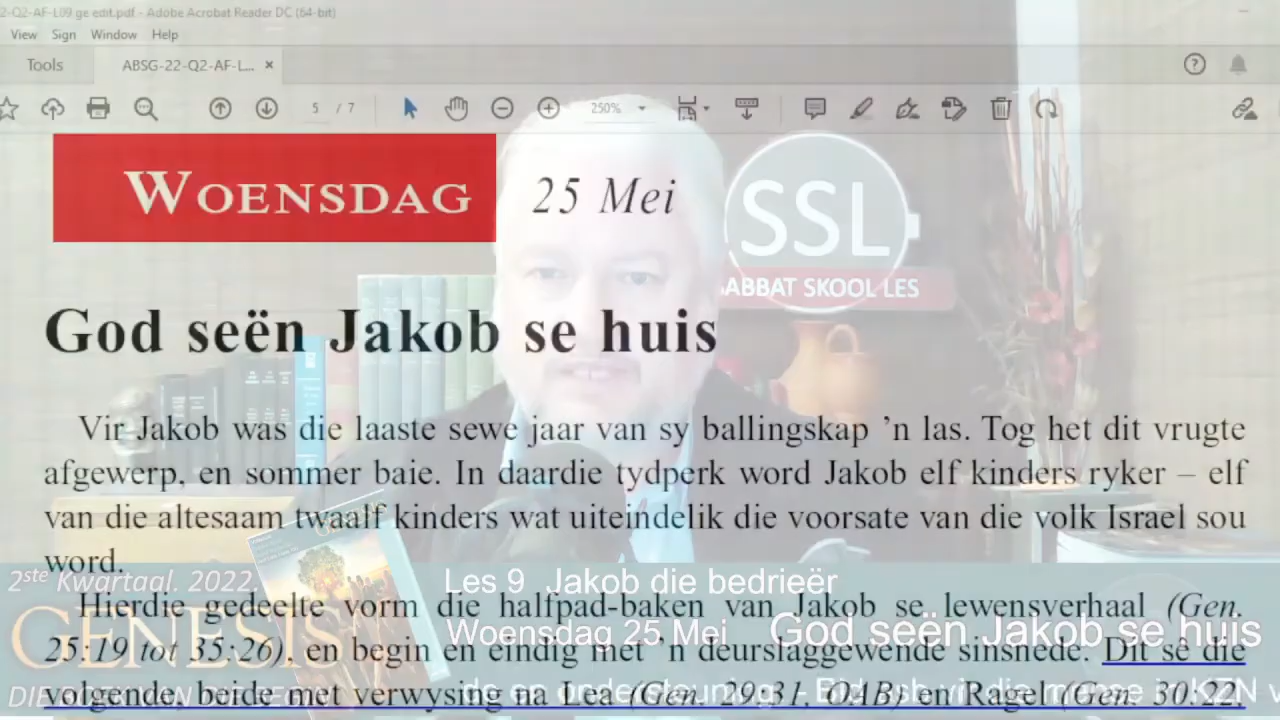 2-Q2-AF-L09 ge edit.pdf - Adobe Acrobat Reader DC (64-bit)
View Sign Window Help
Tools ABSG-22-Q2-AF-L... ×
5 / 7 250%
WOENSDAG 25 Mei
SSL
ABBAT SKOOL LES
God seën Jakob se huis
Vir Jakob was die laaste sewe jaar van sy ballingskap ’n las. Tog het dit vrugte
afgewerp, en sommer baie. In daardie tydperk word Jakob elf kinders ryker – elf
van die altesaam twaalf kinders wat uiteindelik die voorsate van die volk Israel sou
word.
Hierdie gedeelte vorm die halfpad-baken van Jakob se lewensverhaal (Gen.
25:19 tot 35:26), en begin en eindig met ’n deurslaggewende sinsnede. Dit sê die
volgende, beide met verwysing na Lea (Gen. 29:31, OAB) en Ragel (Gen. 30:22,
2ste Kwartaal. 2022
GENESIS
Les 9 Jakob die bedrieër
Woensdag 25 Mei God seën Jakob se huis